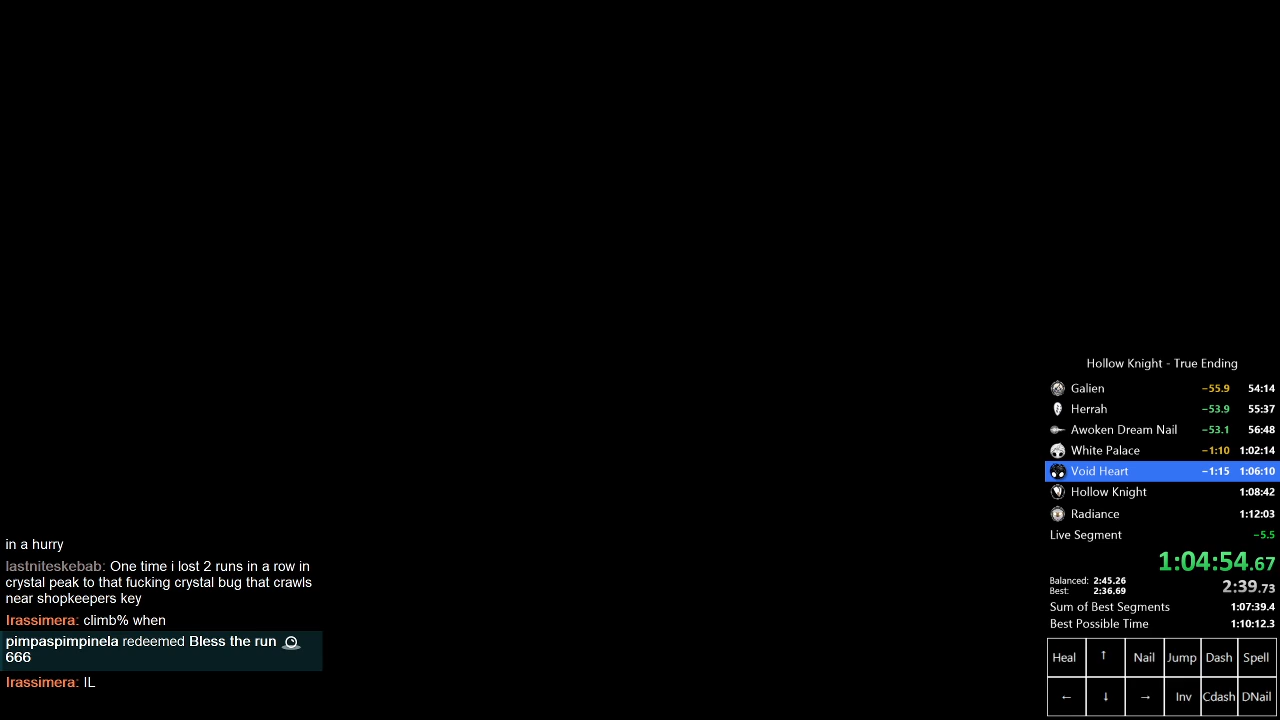 Hollow Knight - True Ending
Galien −55.9 54:14
Herrah −53.9 55:37
Awoken Dream Nail −53.1 56:48
White Palace −1:10 1:02:14
Void Heart −1:15 1:06:10
Hollow Knight 1:08:42
Radiance 1:12:03
Live Segment −5.5
1:04:54.67
Balanced: 2:45.26
Best: 2:36.69
2:39.73
Sum of Best Segments 1:07:39.4
Best Possible Time 1:10:12.3
Heal ↑ Nail Jump Dash Spell
← ↓ → Inv Cdash DNail
in a hurry
lastniteskebab: One time i lost 2 runs in a row in
crystal peak to that fucking crystal bug that crawls
near shopkeepers key
Irassimera: climb% when
pimpaspimpinela redeemed Bless the run
666
Irassimera: IL